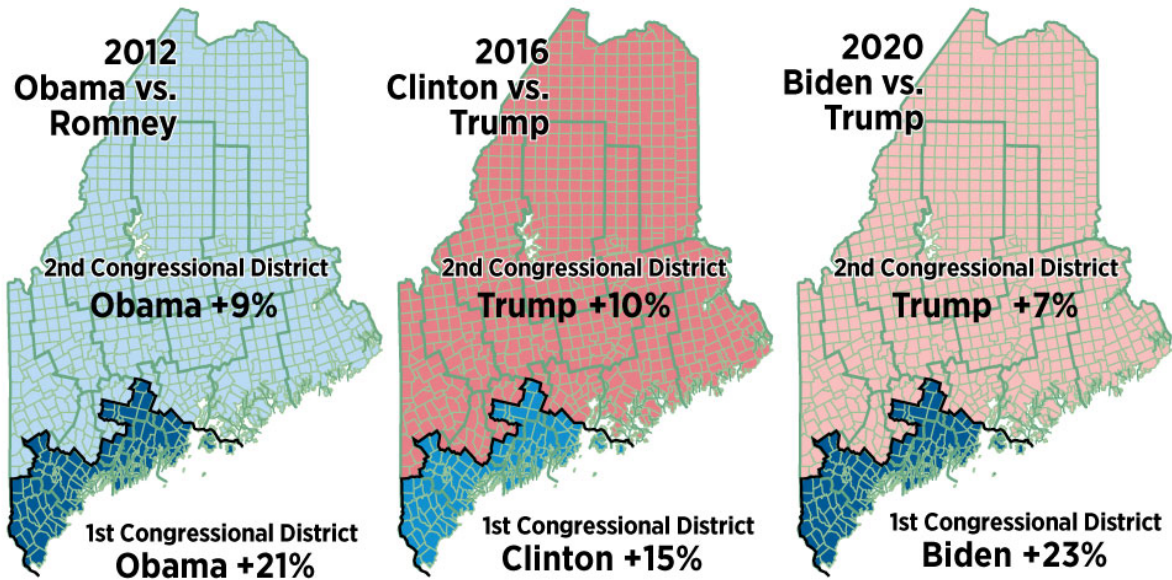 2012
Obama vs.
Romney
2nd Congressional District
Obama +9%
1st Congressional District
Obama +21%
2016
Clinton vs.
Trump
2nd Congressional District
Trump +10%
1st Congressional District
Clinton +15%
2020
Biden vs.
Trump
2nd Congressional District
Trump +7%
1st Congressional District
Biden +23%